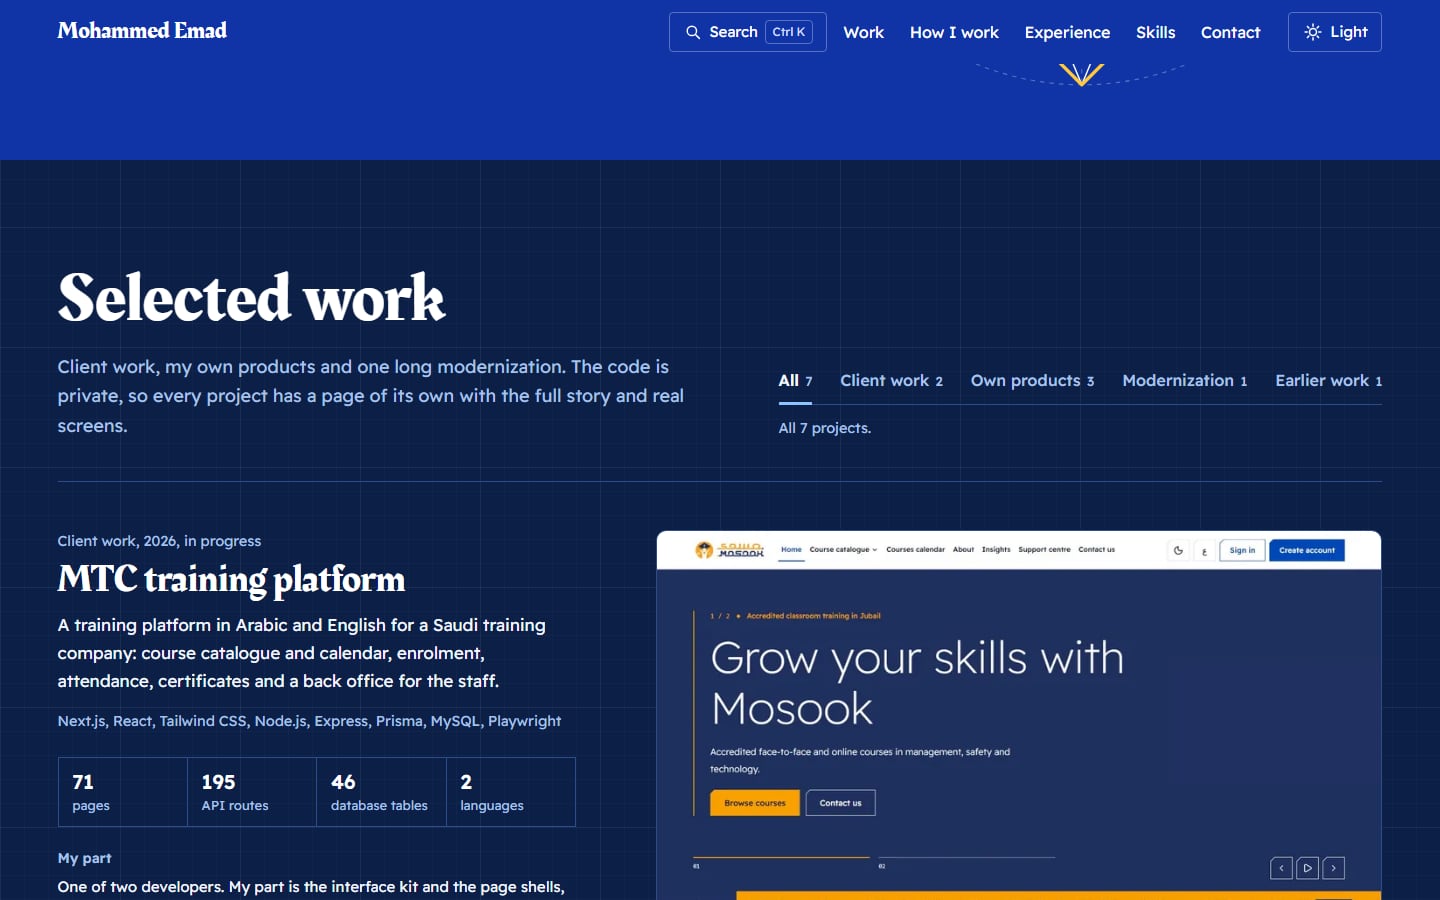 Mohammed Emad
Search Ctrl K
Work
How I work
Experience
Skills
Contact
Light
Selected work
Client work, my own products and one long modernization. The code is
private, so every project has a page of its own with the full story and real
screens.
All 7
Client work 2
Own products 3
Modernization 1
Earlier work 1
All 7 projects.
Client work, 2026, in progress
MTC training platform
A training platform in Arabic and English for a Saudi training
company: course catalogue and calendar, enrolment,
attendance, certificates and a back office for the staff.
Next.js, React, Tailwind CSS, Node.js, Express, Prisma, MySQL, Playwright
71
pages
195
API routes
46
database tables
2
languages
My part
One of two developers. My part is the interface kit and the page shells,
MOSOOK
Home
Course catalogue
Courses calendar
About
Insights
Support centre
Contact us
ع
Sign in
Create account
1 / 2 • Accredited classroom training in Jubail
Grow your skills with
Mosook
Accredited face-to-face and online courses in management, safety and
technology.
Browse courses
Contact us
01
02